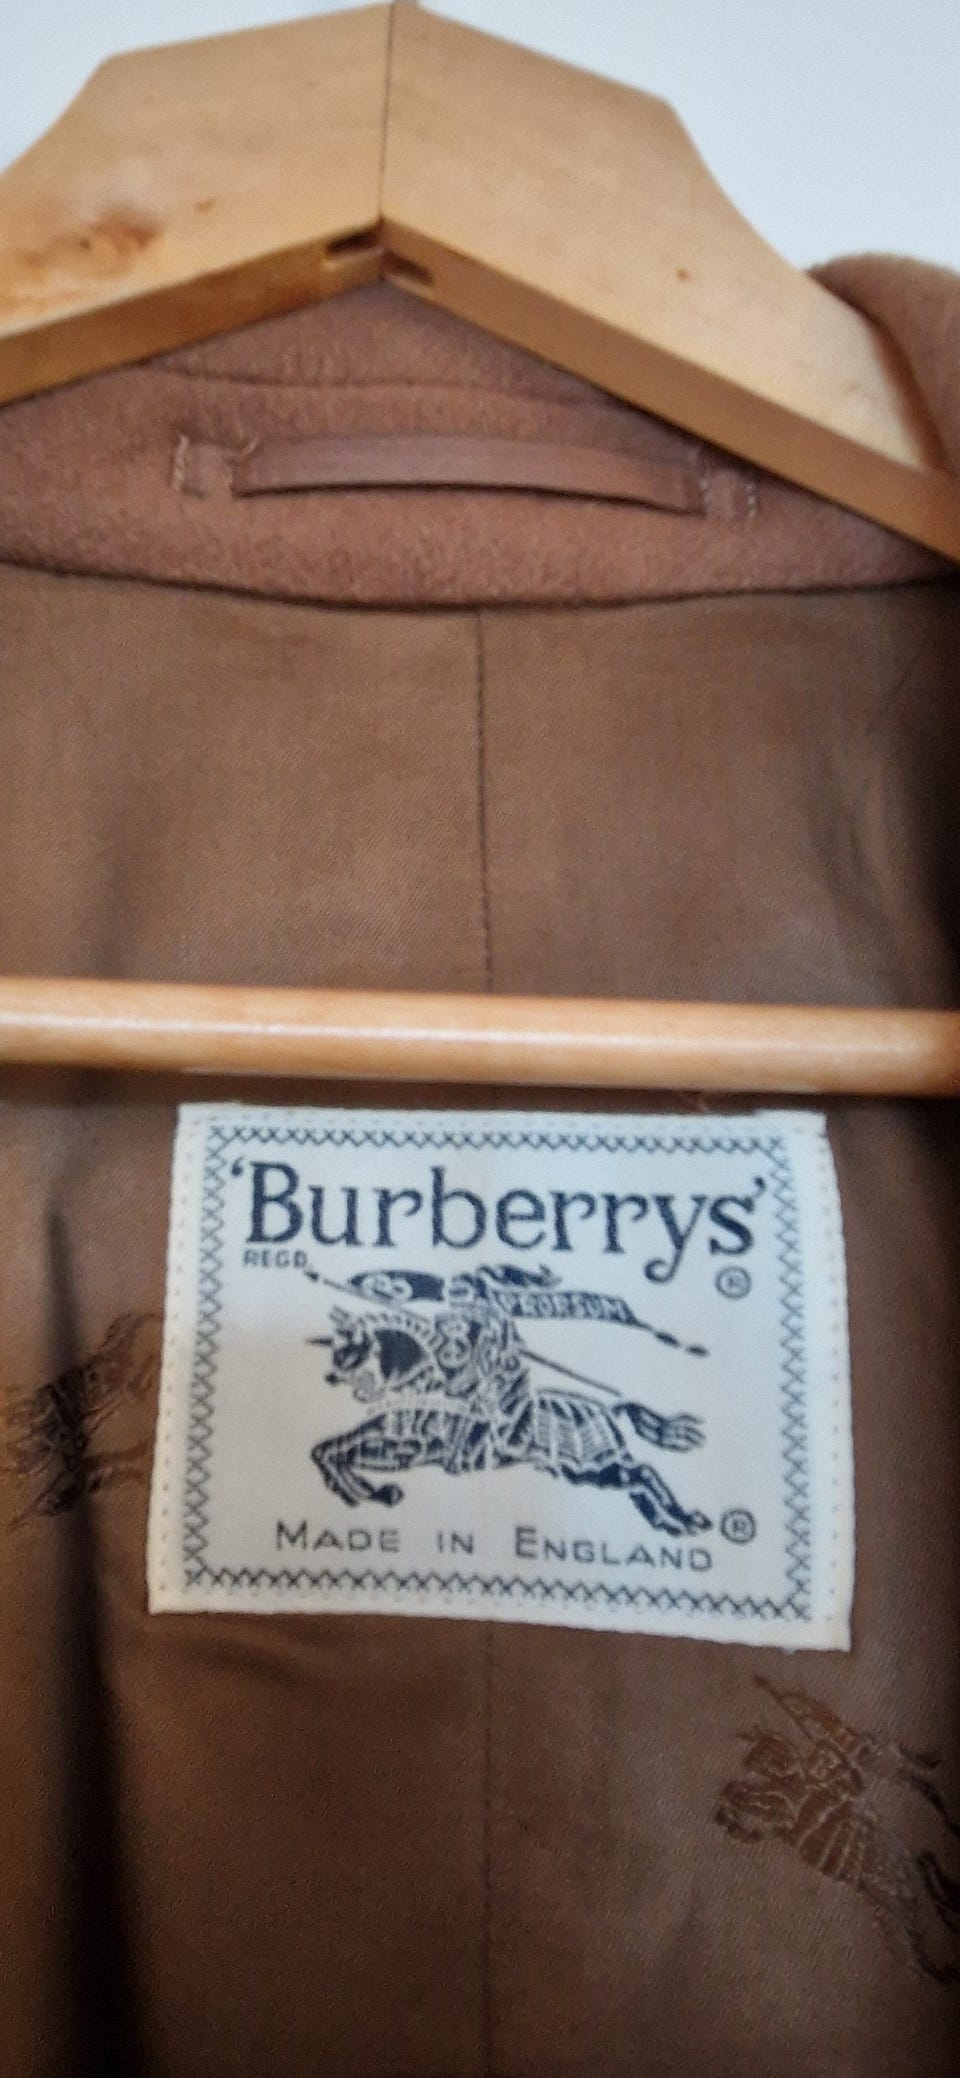 'Burberrys'
REGD.
PRORSUM
®
MADE IN ENGLAND ®